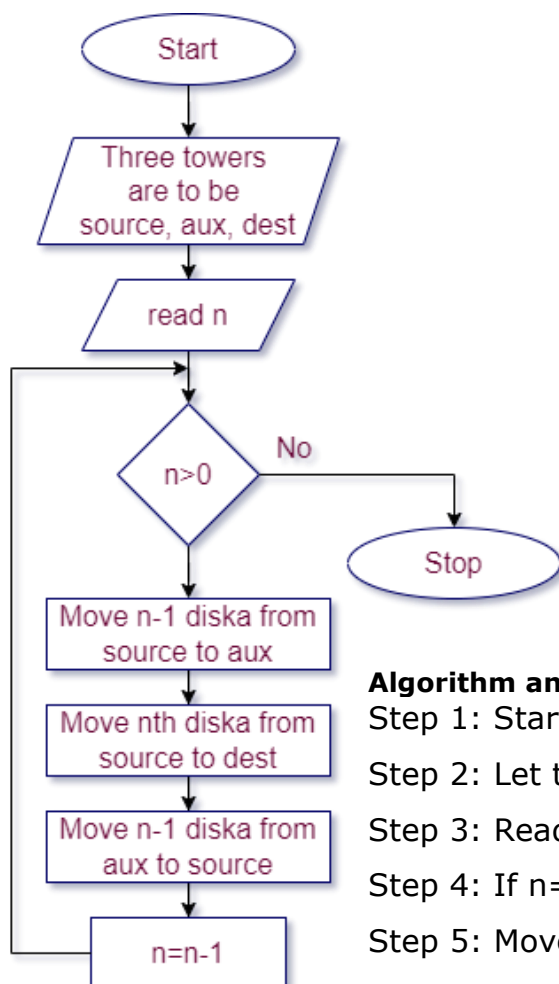 Start
Three towers
are to be
source, aux, dest
read n
n>0
No
Stop
Move n-1 diska from
source to aux
Move nth diska from
source to dest
Move n-1 diska from
aux to source
n=n-1
Algorithm an
Step 1: Star
Step 2: Let t
Step 3: Read
Step 4: If n=
Step 5: Move